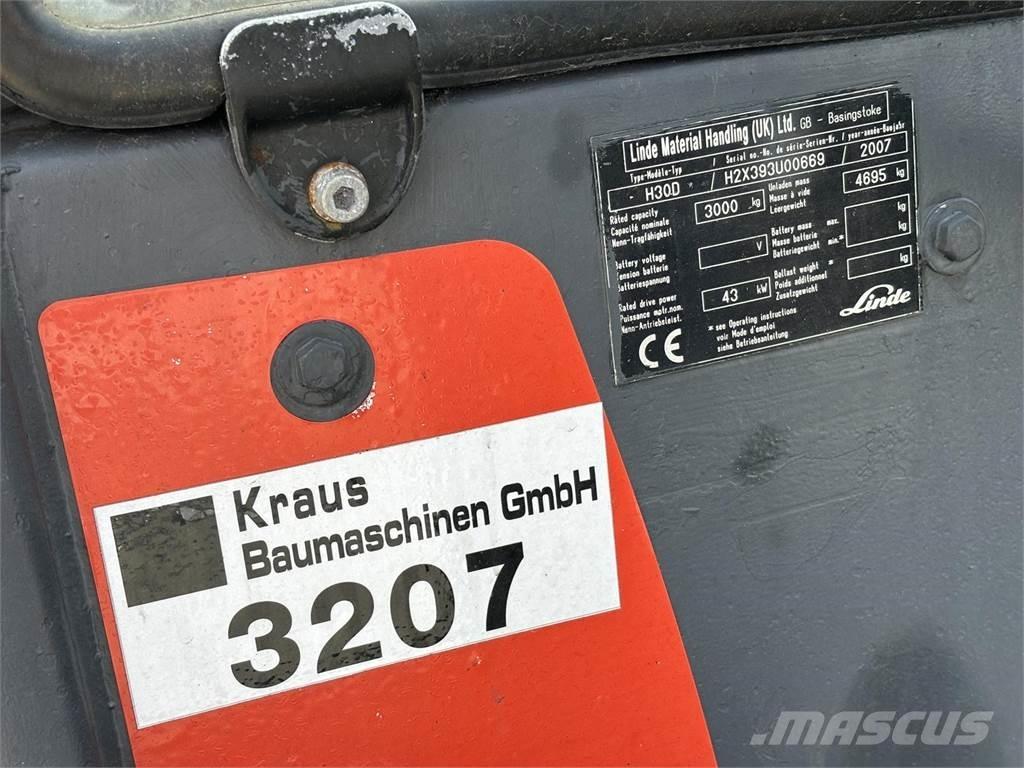 Linde Material Handling (UK) Ltd. GB - Basingstoke
Type-Modèle-Typ / Serial no.-No. de série-Serien-Nr. / year-année-Baujahr
- H30D / H2X393U00669 / 2007
Rated capacity
Capacité nominale
Nenn-Tragfähigkeit
3000 kg
Unladen mass
Masse à vide
Leergewicht
4695 kg
Battery voltage
Tension batterie
Batteriespannung
V
Battery mass max.
Masse batterie
Batteriegewicht min.*
kg
kg
Rated drive power
Puissance motr.nom.
Nenn-Antriebsleist.
43 kW
Ballast weight *
Poids additionnel
Zusatzgewicht
kg
CE
* see Operating instructions
voir Mode d'emploi
siehe Betriebsanleitung
Linde
Kraus
Baumaschinen GmbH
3207
MASCUS